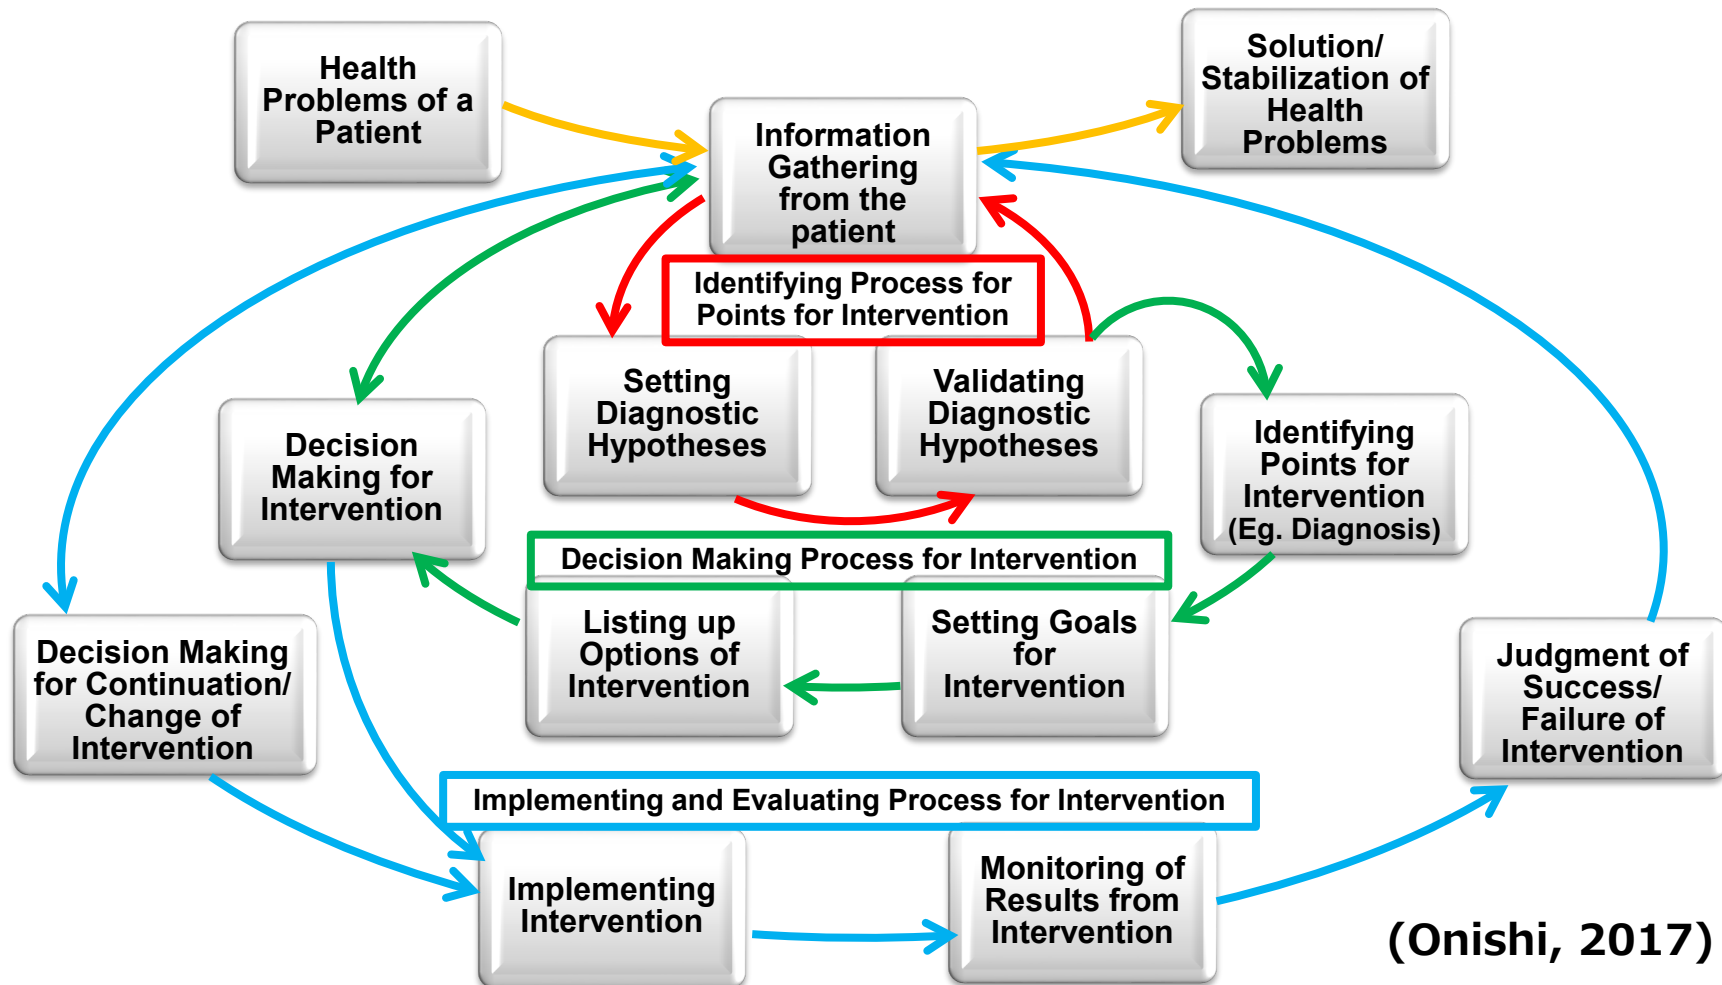 Health
Problems of a
Patient
Solution/
Stabilization of
Health
Problems
Information
Gathering
from the
patient
Identifying Process for
Points for Intervention
Setting
Diagnostic
Hypotheses
Validating
Diagnostic
Hypotheses
Decision
Making for
Intervention
Identifying
Points for
Intervention
(Eg. Diagnosis)
Decision Making Process for Intervention
Listing up
Options of
Intervention
Setting Goals
for
Intervention
Decision Making
for Continuation/
Change of
Intervention
Judgment of
Success/
Failure of
Intervention
Implementing and Evaluating Process for Intervention
Implementing
Intervention
Monitoring of
Results from
Intervention
(Onishi, 2017)